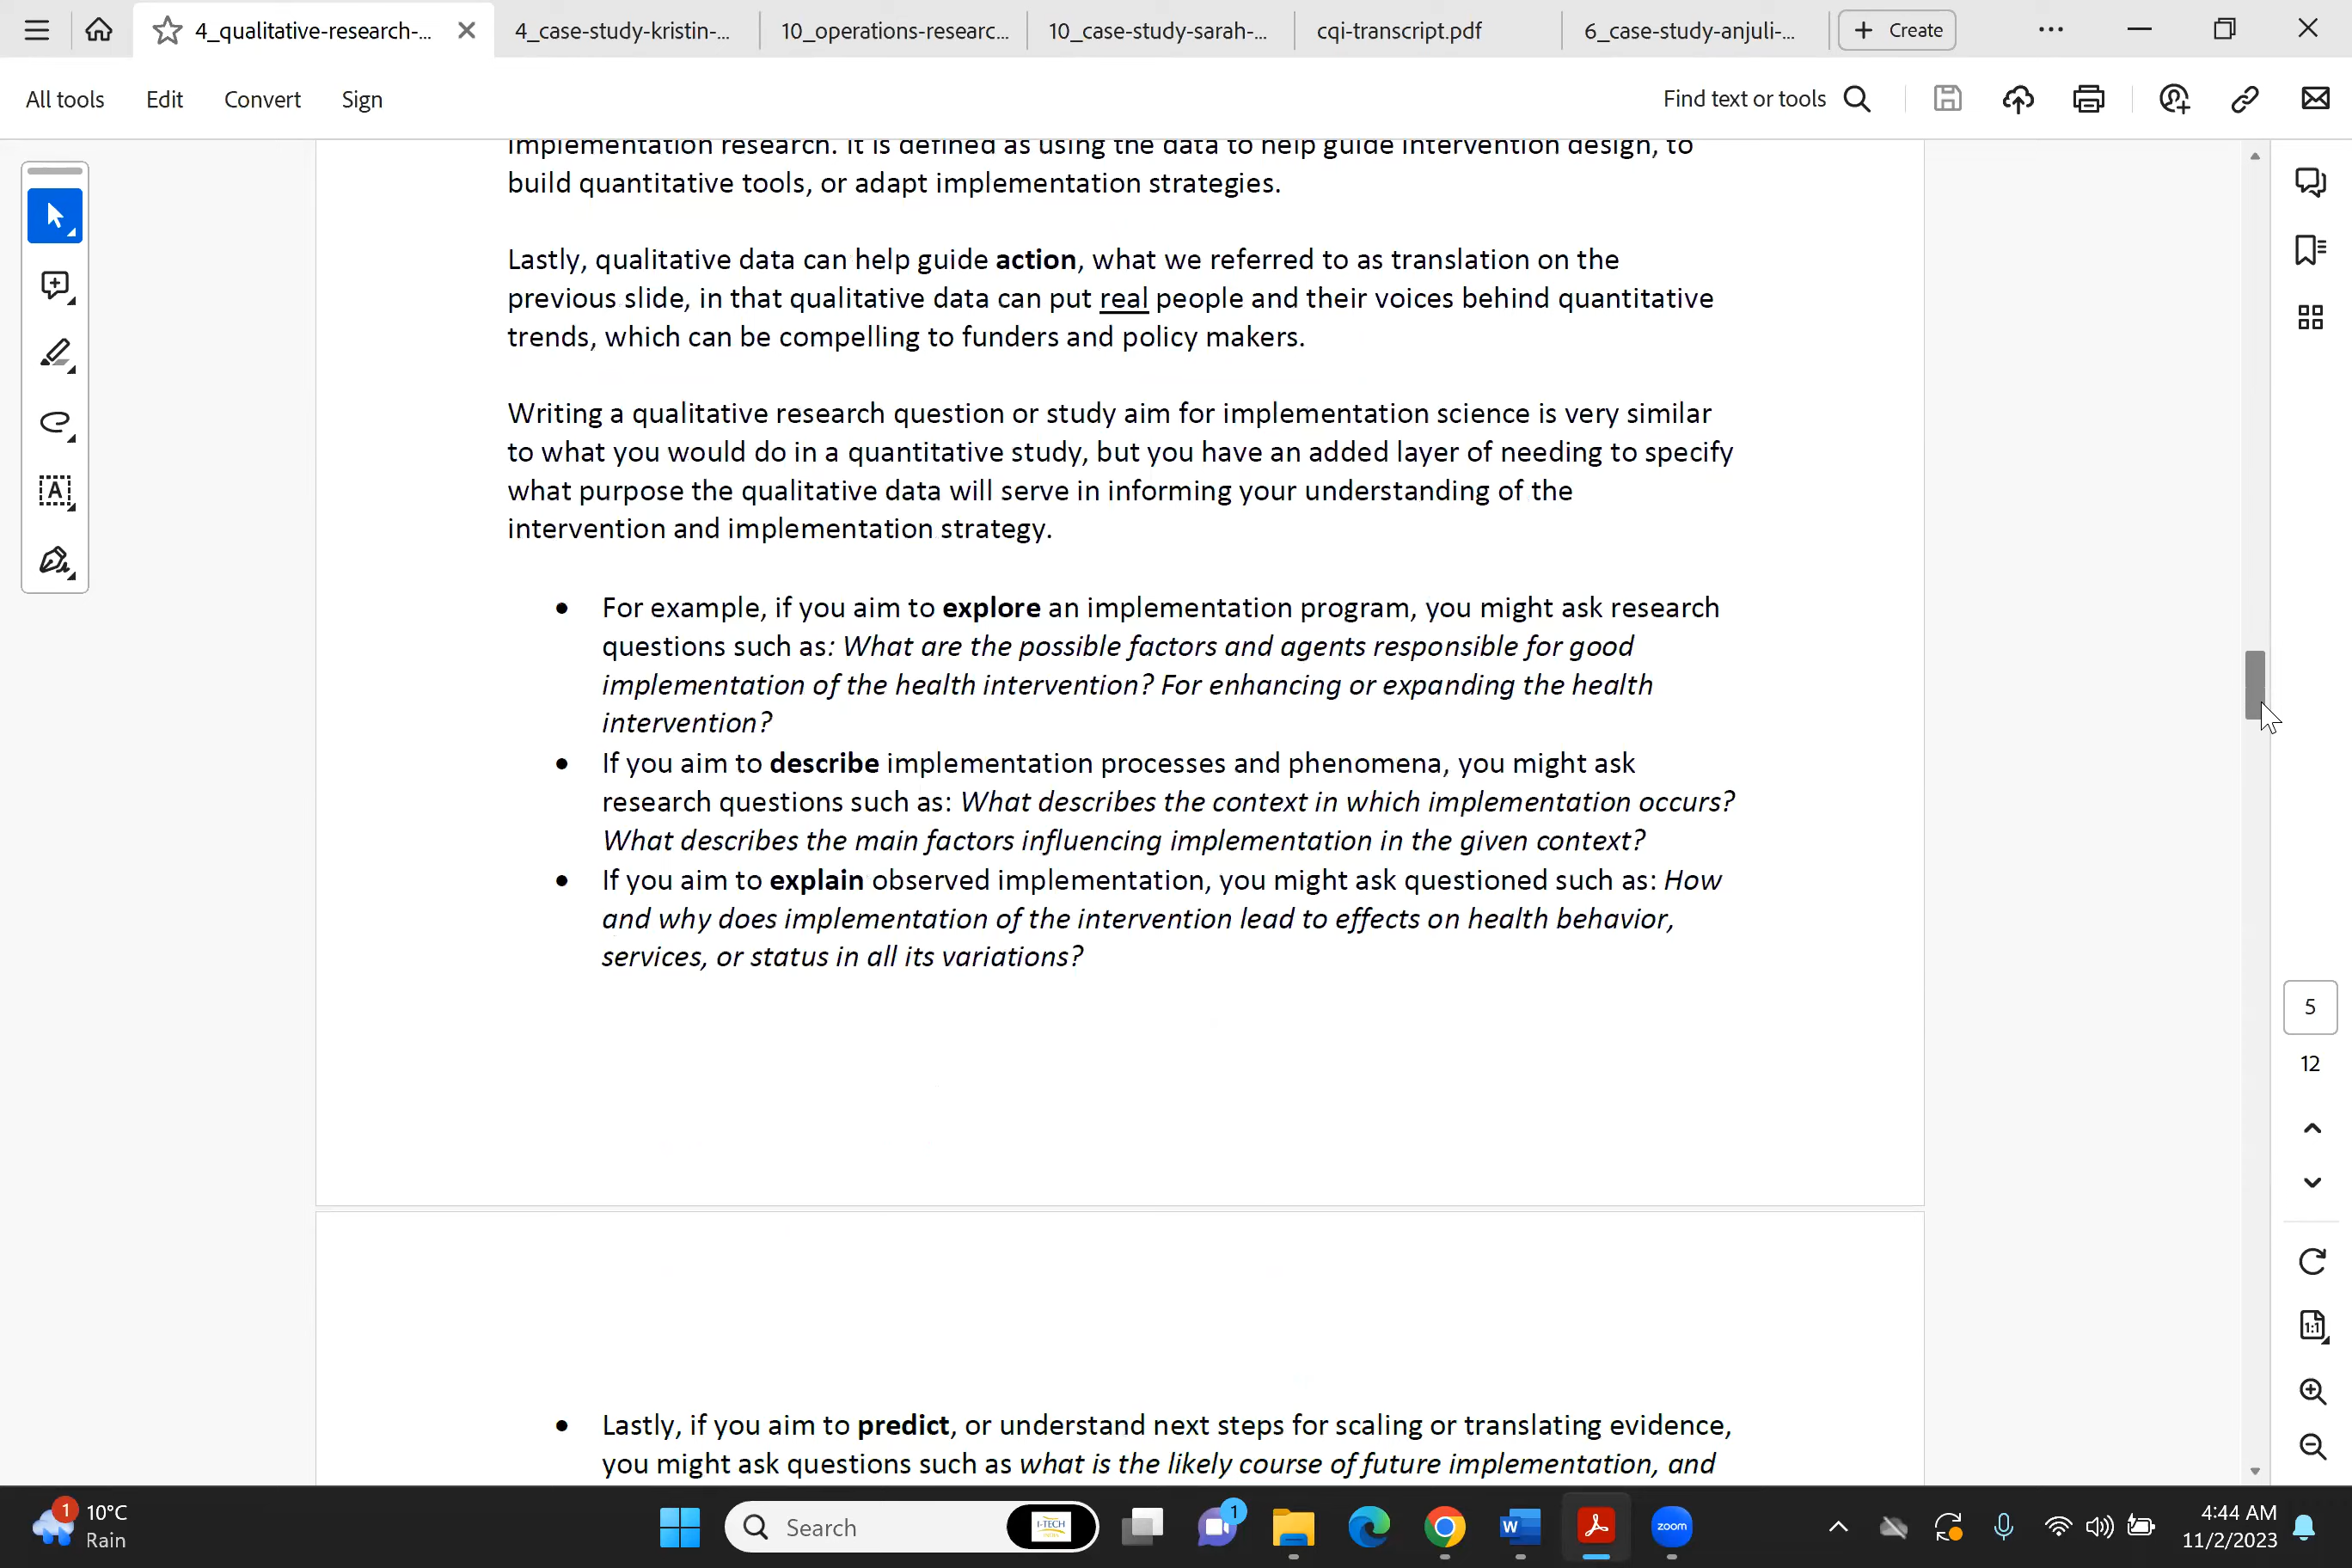 4_qualitative-research-...
4_case-study-kristin-...
10_operations-researc...
10_case-study-sarah-...
cqi-transcript.pdf
6_case-study-anjuli-...
Create
All tools
Edit
Convert
Sign
Find text or tools
implementation research. It is defined as using the data to help guide intervention design, to
build quantitative tools, or adapt implementation strategies.
Lastly, qualitative data can help guide action, what we referred to as translation on the
previous slide, in that qualitative data can put real people and their voices behind quantitative
trends, which can be compelling to funders and policy makers.
Writing a qualitative research question or study aim for implementation science is very similar
to what you would do in a quantitative study, but you have an added layer of needing to specify
what purpose the qualitative data will serve in informing your understanding of the
intervention and implementation strategy.
• For example, if you aim to explore an implementation program, you might ask research
questions such as: What are the possible factors and agents responsible for good
implementation of the health intervention? For enhancing or expanding the health
intervention?
• If you aim to describe implementation processes and phenomena, you might ask
research questions such as: What describes the context in which implementation occurs?
What describes the main factors influencing implementation in the given context?
• If you aim to explain observed implementation, you might ask questioned such as: How
and why does implementation of the intervention lead to effects on health behavior,
services, or status in all its variations?
• Lastly, if you aim to predict, or understand next steps for scaling or translating evidence,
you might ask questions such as what is the likely course of future implementation, and
5
12
1:1
1
10°C
Rain
Search
I-TECH
1
W
zoom
4:44 AM
11/2/2023